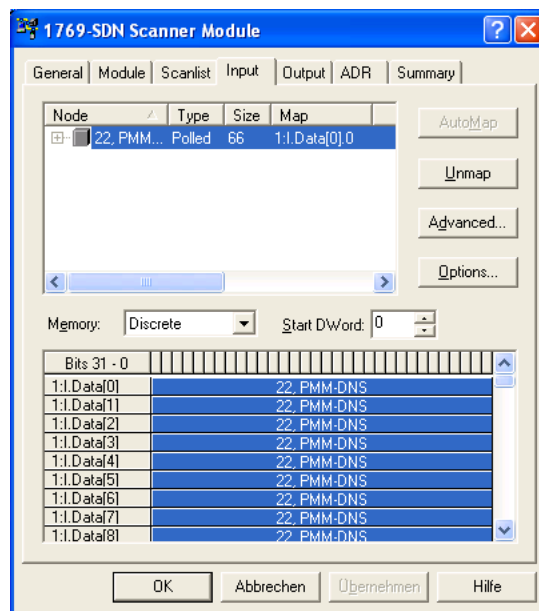 1769-SDN Scanner Module
General Module Scanlist Input Output ADR Summary
Node Type Size Map
22, PMM... Polled 66 1:I.Data[0].0
AutoMap
Unmap
Advanced...
Options...
Memory: Discrete Start DWord: 0
Bits 31 - 0
1:I.Data[0] 22, PMM-DNS
1:I.Data[1] 22, PMM-DNS
1:I.Data[2] 22, PMM-DNS
1:I.Data[3] 22, PMM-DNS
1:I.Data[4] 22, PMM-DNS
1:I.Data[5] 22, PMM-DNS
1:I.Data[6] 22, PMM-DNS
1:I.Data[7] 22, PMM-DNS
1:I.Data[8] 22, PMM-DNS
OK Abbrechen Übernehmen Hilfe